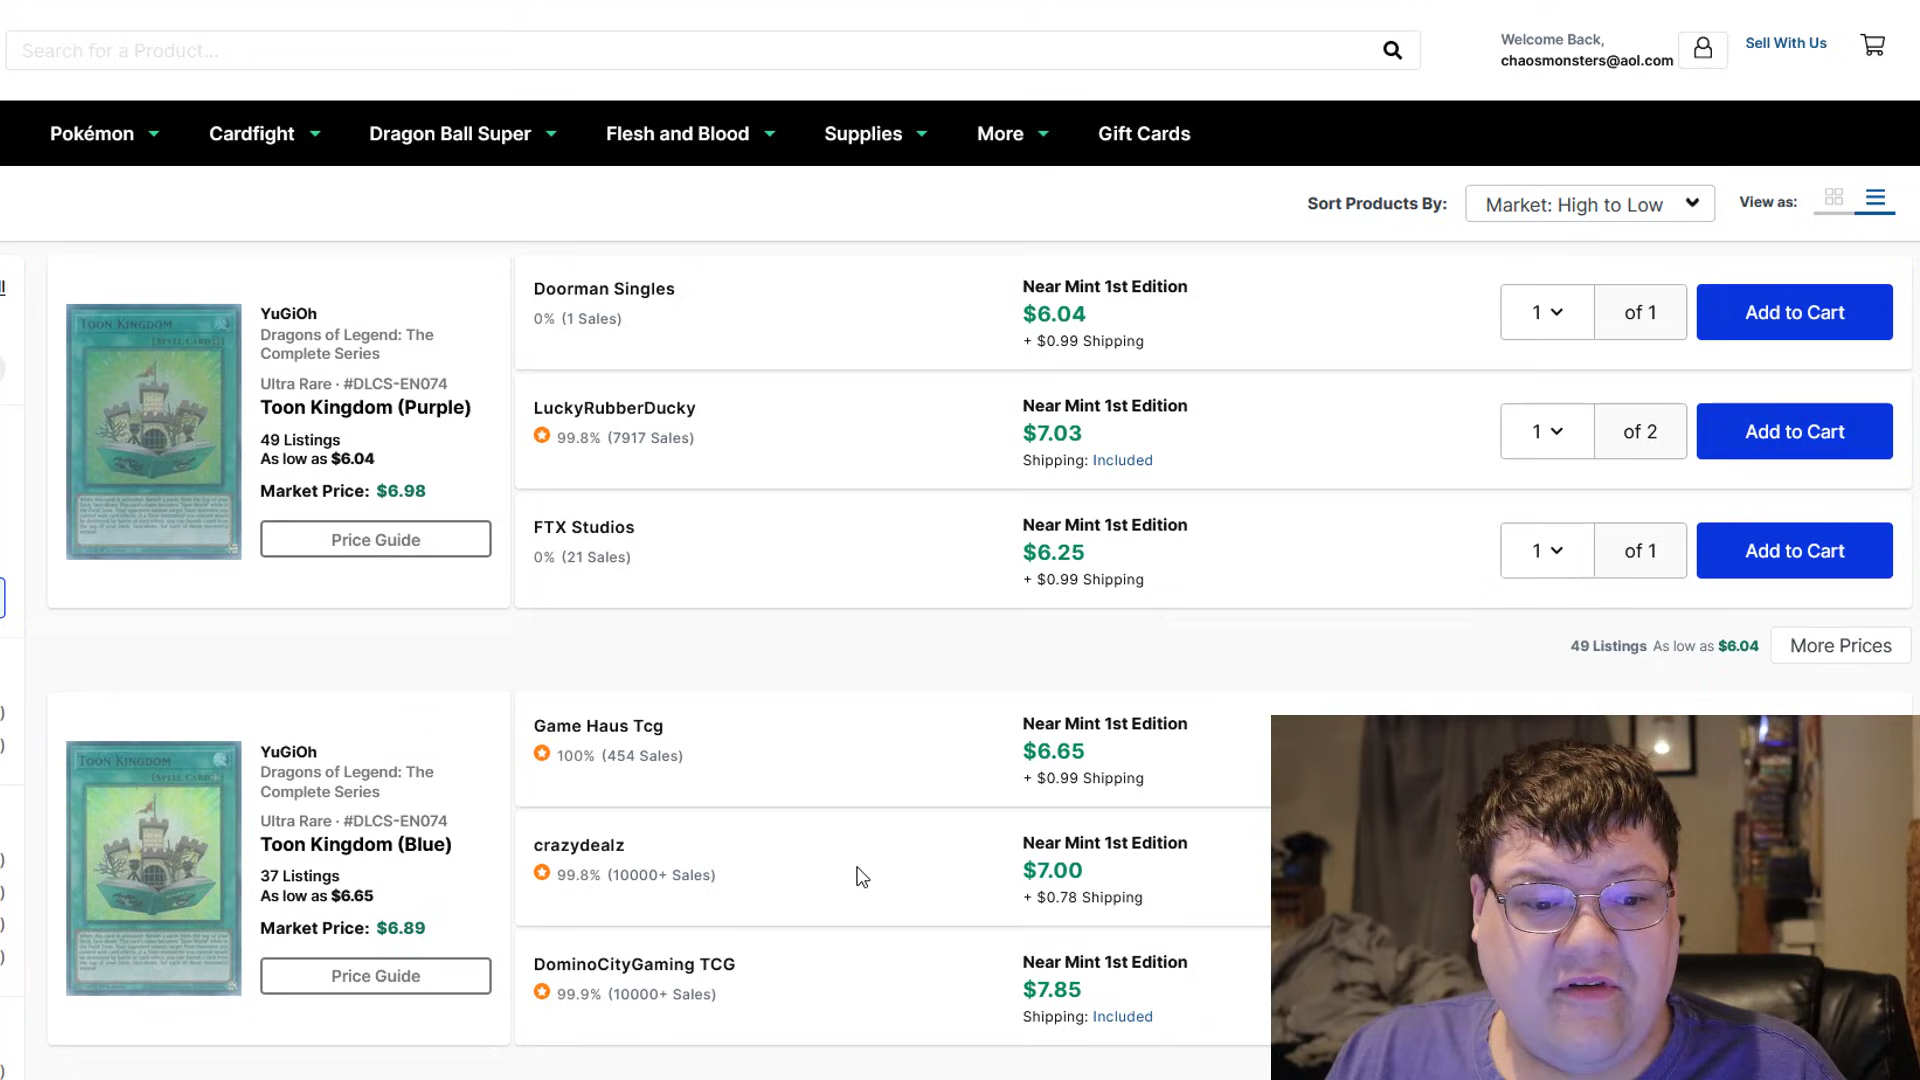 Search for a Product...
Welcome Back,
chaosmonsters@aol.com
Sell With Us
Pokémon
Cardfight
Dragon Ball Super
Flesh and Blood
Supplies
More
Gift Cards
Sort Products By:
Market: High to Low
View as:
YuGiOh
Dragons of Legend: The
Complete Series
Ultra Rare · #DLCS-EN074
Toon Kingdom (Purple)
49 Listings
As low as $6.04
Market Price: $6.98
Price Guide
TOON KINGDOM
[SPELL CARD]
Doorman Singles
0% (1 Sales)
Near Mint 1st Edition
$6.04
+ $0.99 Shipping
1
of 1
Add to Cart
LuckyRubberDucky
99.8% (7917 Sales)
Near Mint 1st Edition
$7.03
Shipping: Included
1
of 2
Add to Cart
FTX Studios
0% (21 Sales)
Near Mint 1st Edition
$6.25
+ $0.99 Shipping
1
of 1
Add to Cart
49 Listings As low as $6.04
More Prices
YuGiOh
Dragons of Legend: The
Complete Series
Ultra Rare · #DLCS-EN074
Toon Kingdom (Blue)
37 Listings
As low as $6.65
Market Price: $6.89
Price Guide
TOON KINGDOM
[SPELL CARD]
Game Haus Tcg
100% (454 Sales)
Near Mint 1st Edition
$6.65
+ $0.99 Shipping
crazydealz
99.8% (10000+ Sales)
Near Mint 1st Edition
$7.00
+ $0.78 Shipping
DominoCityGaming TCG
99.9% (10000+ Sales)
Near Mint 1st Edition
$7.85
Shipping: Included